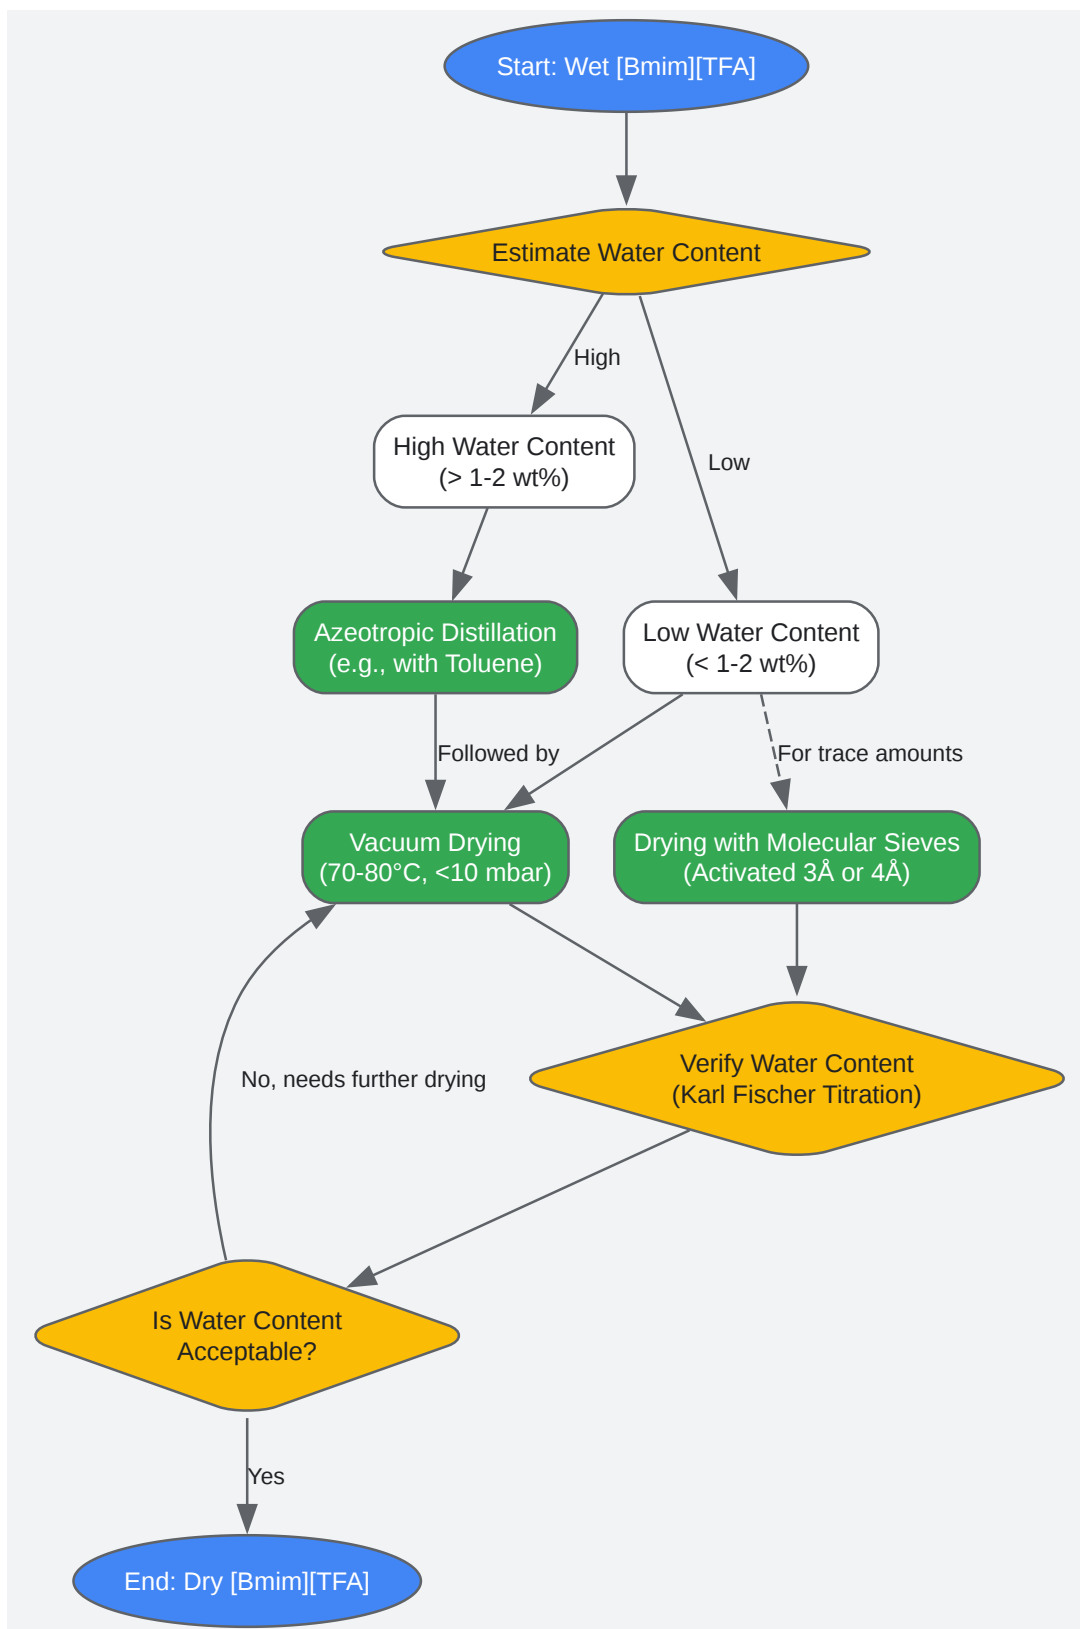 Start: Wet [Bmim][TFA]
Estimate Water Content
High
High Water Content
(> 1-2 wt%)
Low
Azeotropic Distillation
(e.g., with Toluene)
Low Water Content
(< 1-2 wt%)
Followed by
For trace amounts
Vacuum Drying
(70-80°C, <10 mbar)
Drying with Molecular Sieves
(Activated 3Å or 4Å)
Verify Water Content
(Karl Fischer Titration)
No, needs further drying
Is Water Content
Acceptable?
Yes
End: Dry [Bmim][TFA]